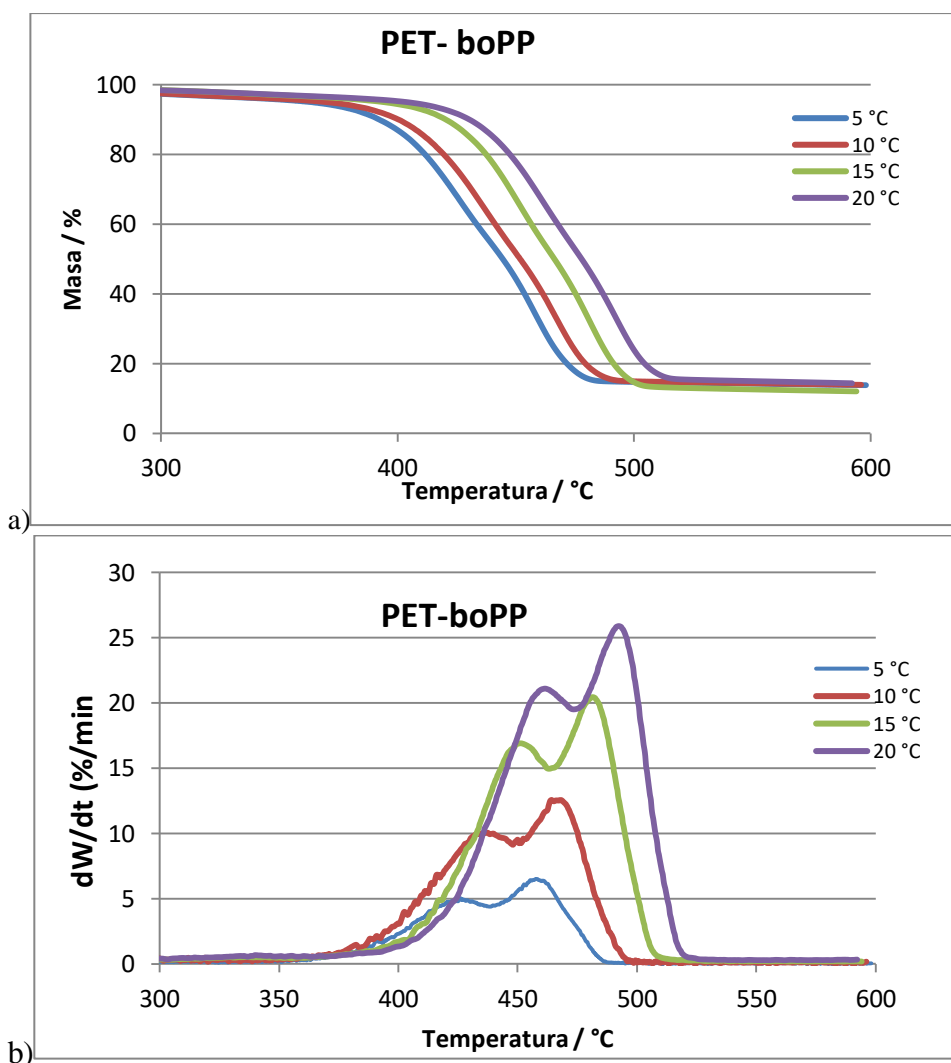 PET- boPP
100
80
60
40
20
0
Masa / %
5 °C
10 °C
15 °C
20 °C
300
400
500
600
Temperatura / °C
a)
30
25
20
15
10
5
0
dW/dt (%/min
PET-boPP
5 °C
10 °C
15 °C
20 °C
300
350
400
450
500
550
600
Temperatura / °C
b)